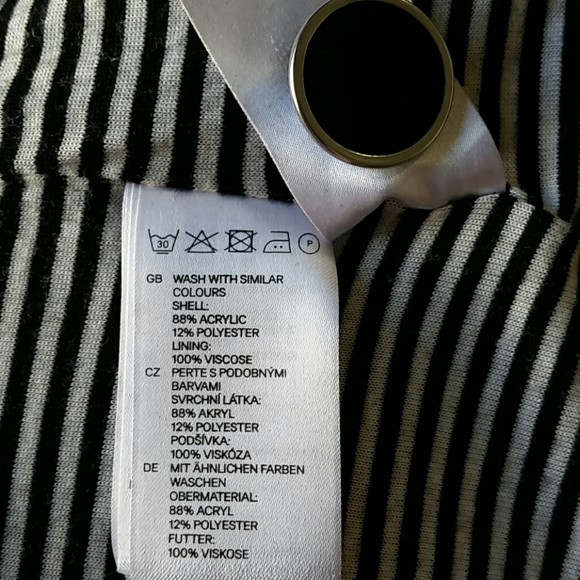 30 P
GB WASH WITH SIMILAR
COLOURS
SHELL:
88% ACRYLIC
12% POLYESTER
LINING:
100% VISCOSE
CZ PERTE S PODOBNÝMI
BARVAMI
SVRCHNÍ LÁTKA:
88% AKRYL
12% POLYESTER
PODŠÍVKA:
100% VISKÓZA
DE MIT ÄHNLICHEN FARBEN
WASCHEN
OBERMATERIAL:
88% ACRYL
12% POLYESTER
FUTTER:
100% VISKOSE